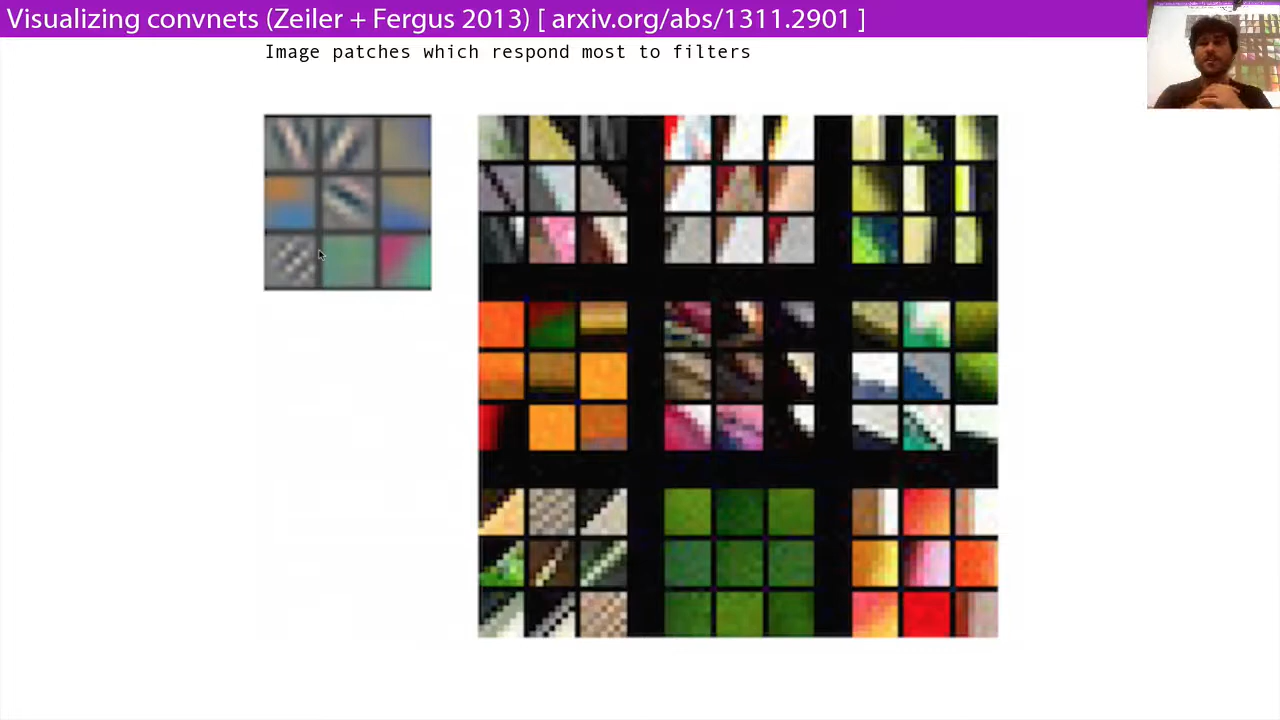 Visualizing convnets (Zeiler + Fergus 2013) [ arxiv.org/abs/1311.2901 ]
Image patches which respond most to filters